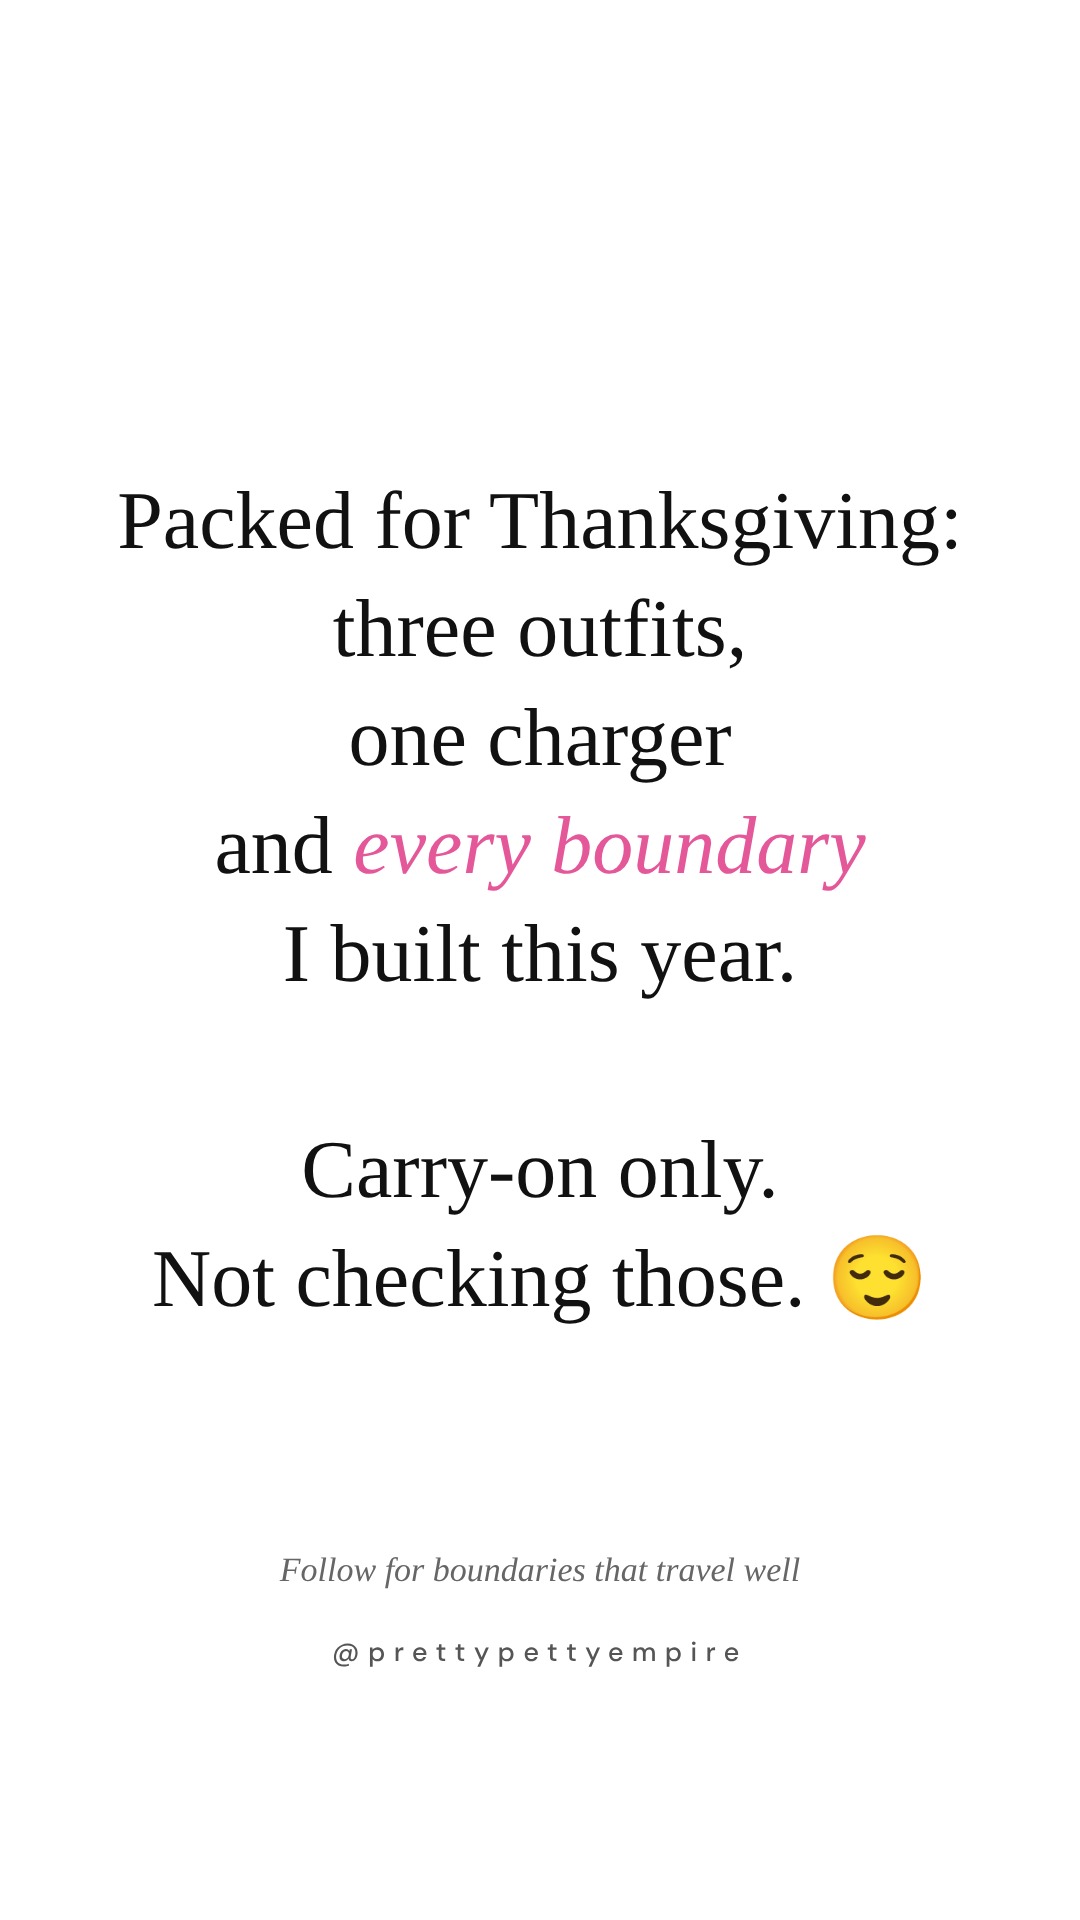 Packed for Thanksgiving:
three outfits,
one charger
and every boundary
I built this year.
Carry-on only.
Not checking those. 😌
Follow for boundaries that travel well
@prettypettyempire